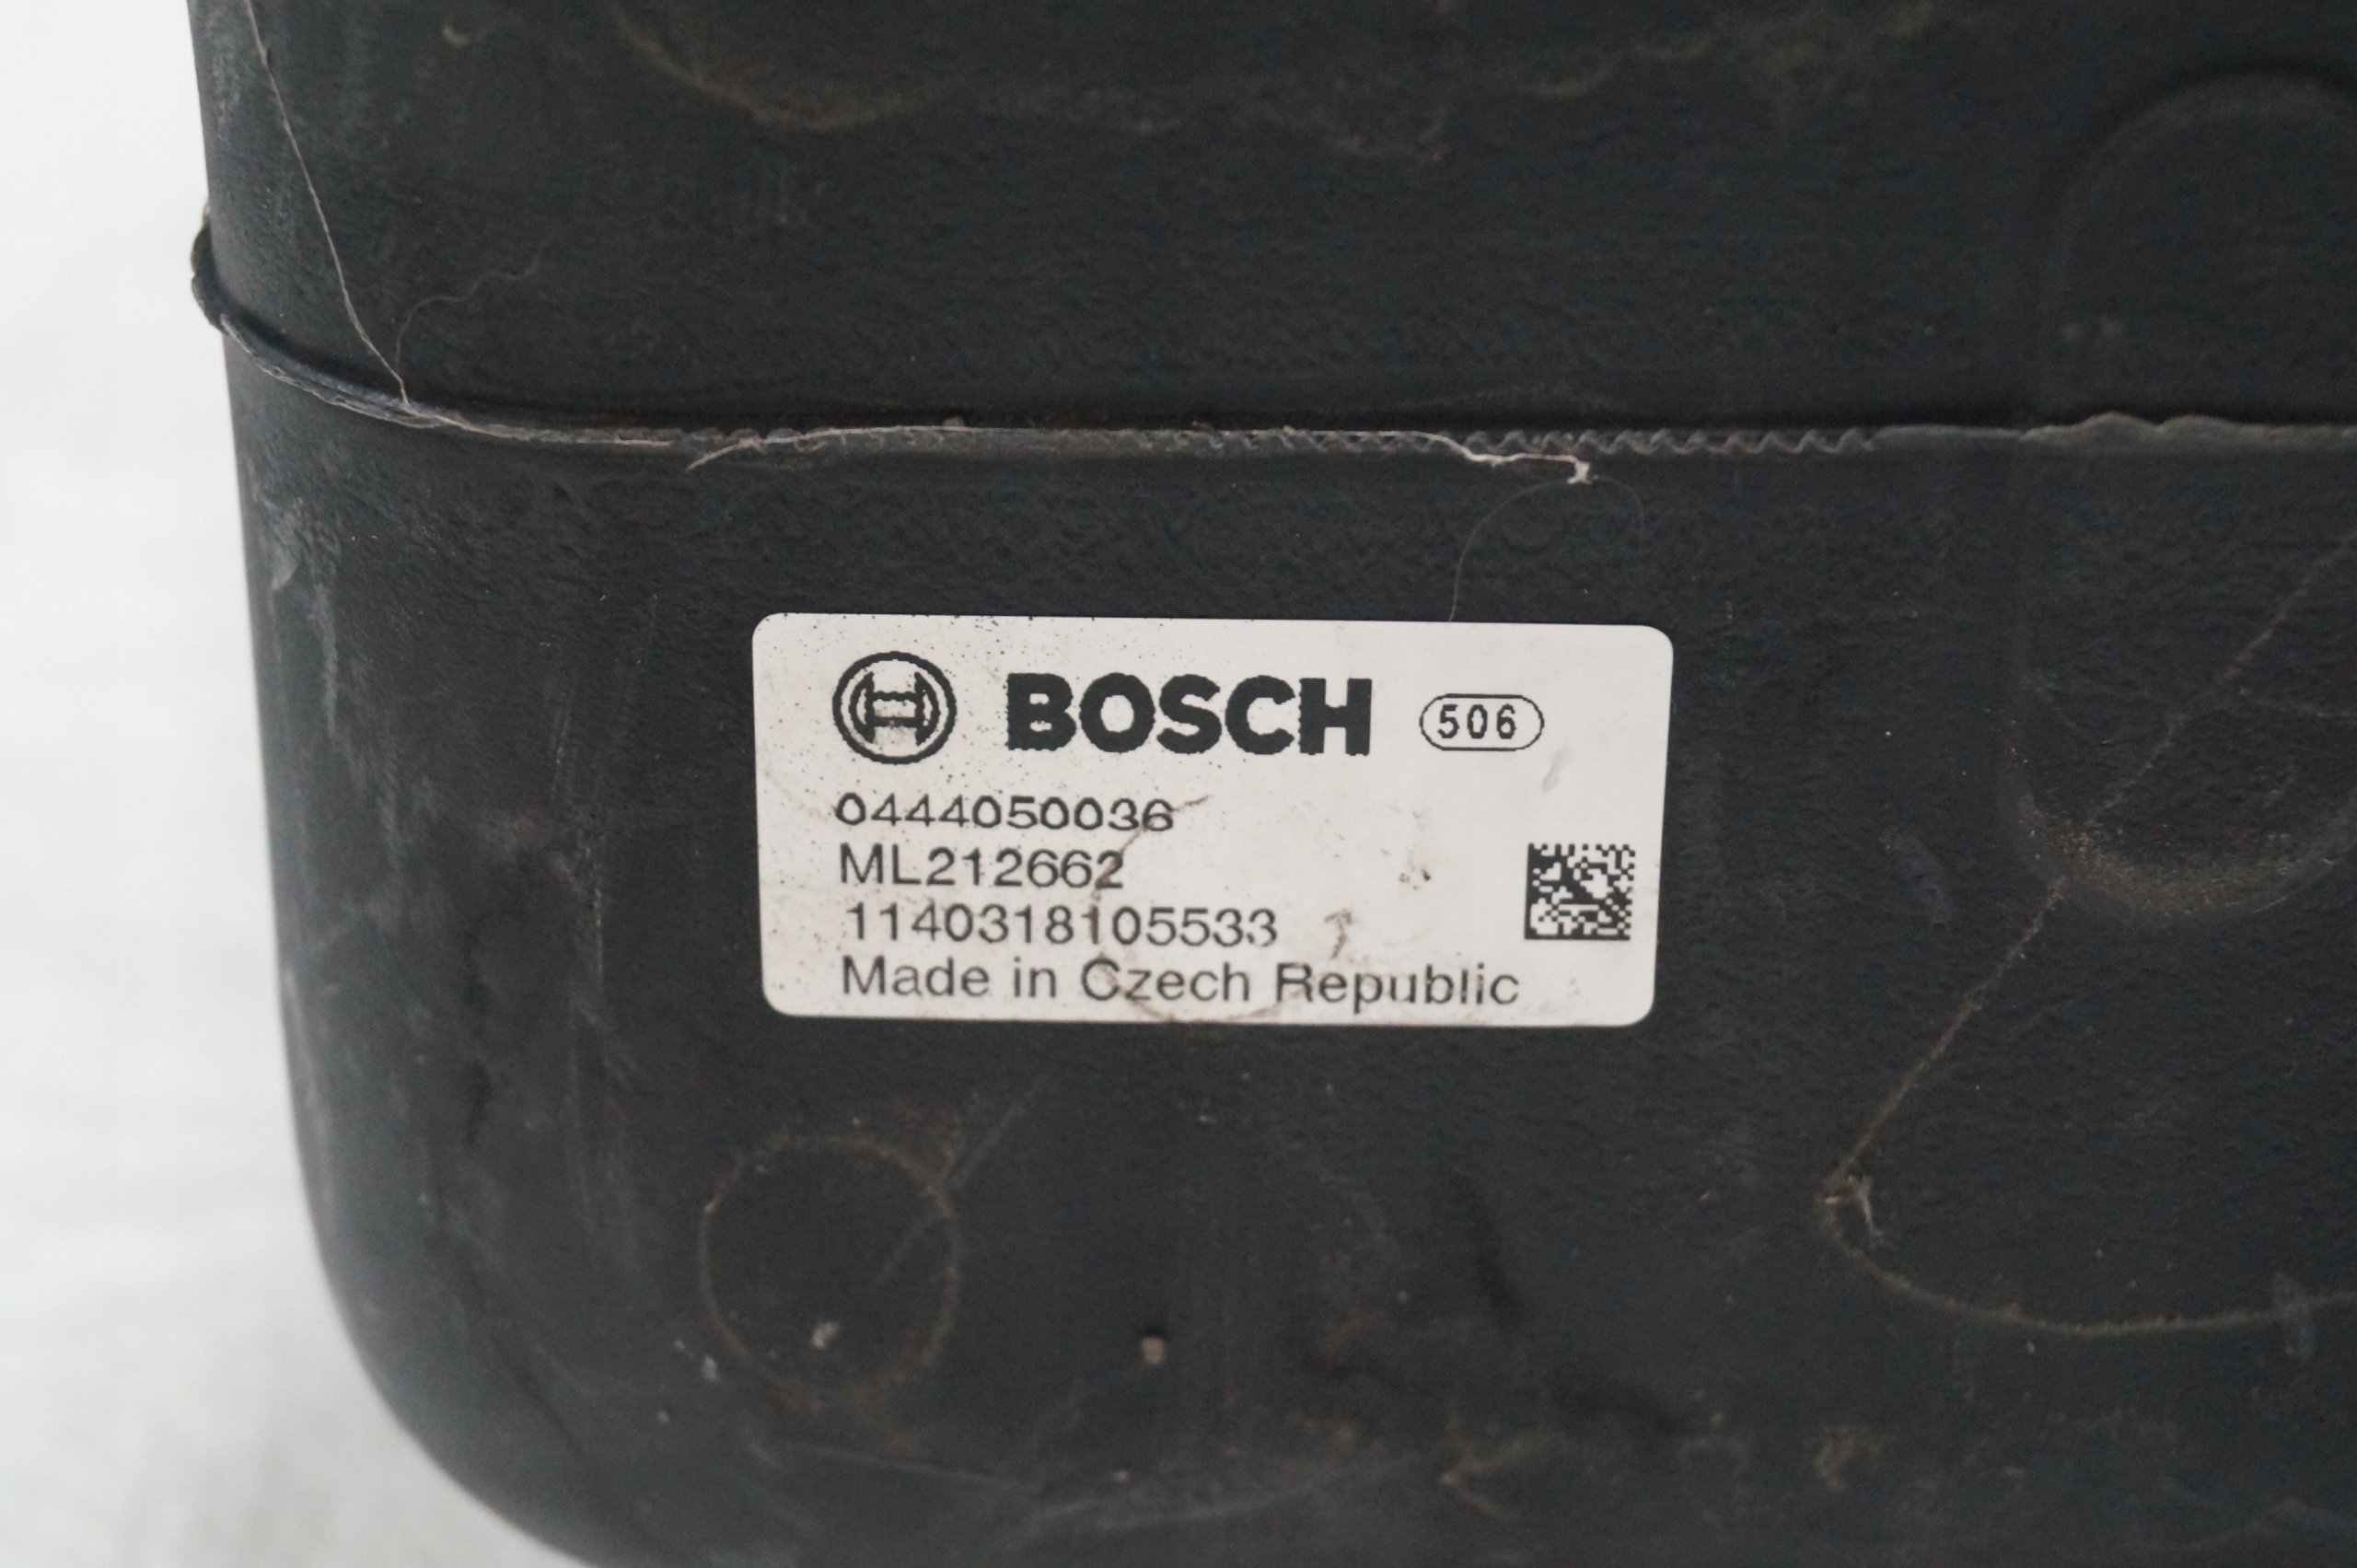 BOSCH 506
0444050036
ML212662
1140318105533
Made in Czech Republic